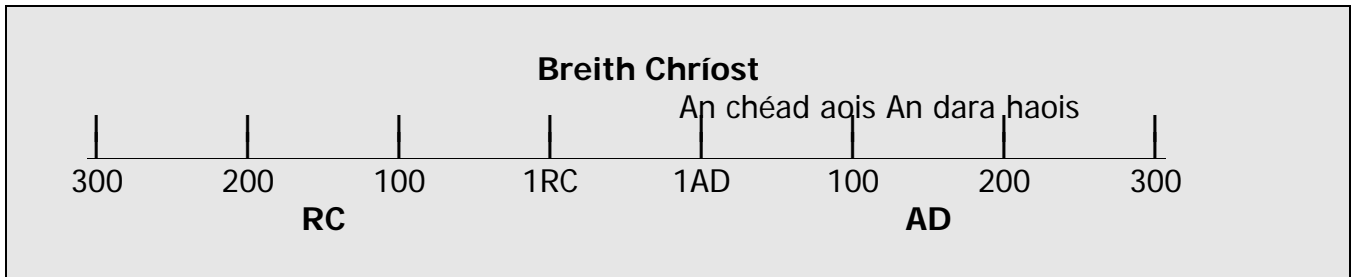 Breith Chríost
An chéad aois An dara haois
300 200 100 1RC 1AD 100 200 300
RC AD